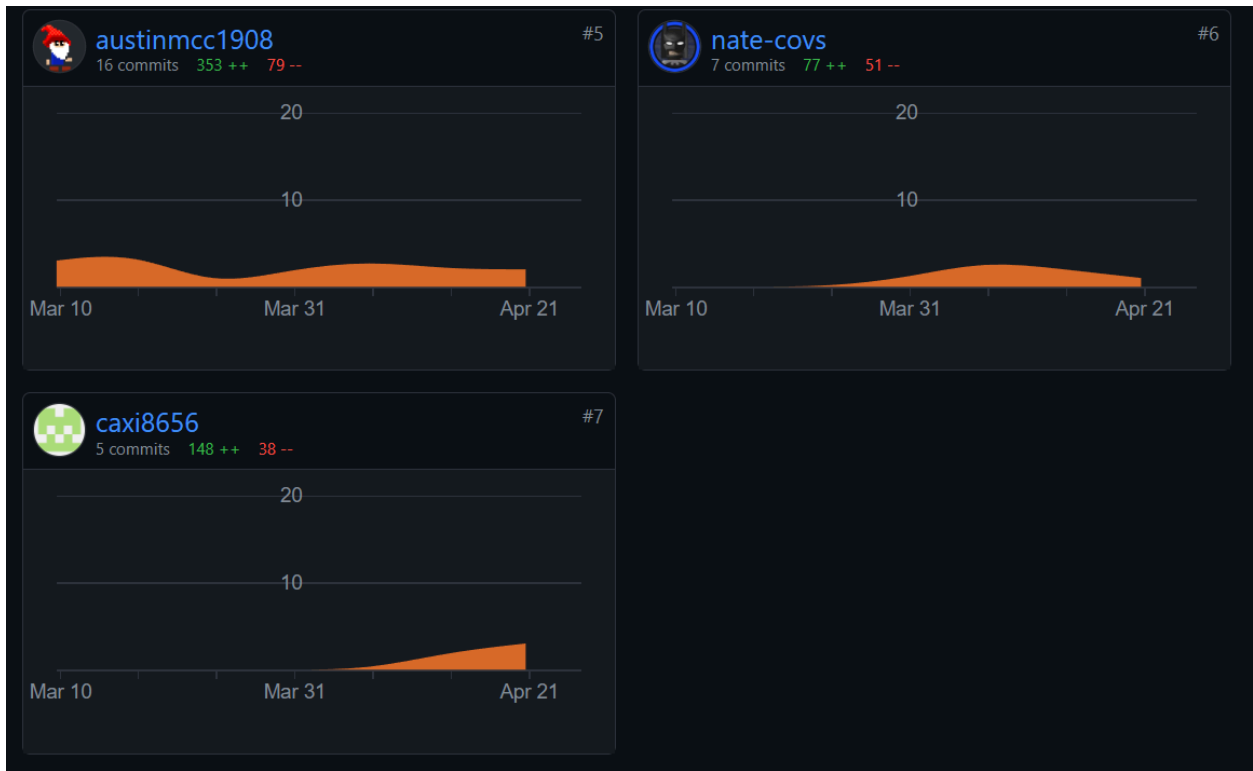 austinmcc1908 #5
16 commits 353 ++ 79 --
20
10
Mar 10 Mar 31 Apr 21
nate-covs #6
7 commits 77 ++ 51 --
20
10
Mar 10 Mar 31 Apr 21
caxi8656 #7
5 commits 148 ++ 38 --
20
10
Mar 10 Mar 31 Apr 21